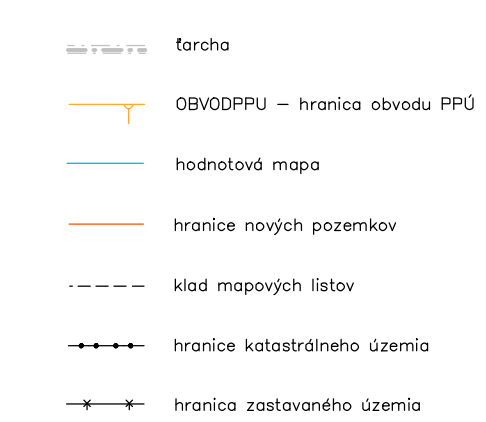 ťarcha
OBVODPPU – hranica obvodu PPÚ
hodnotová mapa
hranice nových pozemkov
klad mapových listov
hranice katastrálneho územia
hranica zastavaného územia